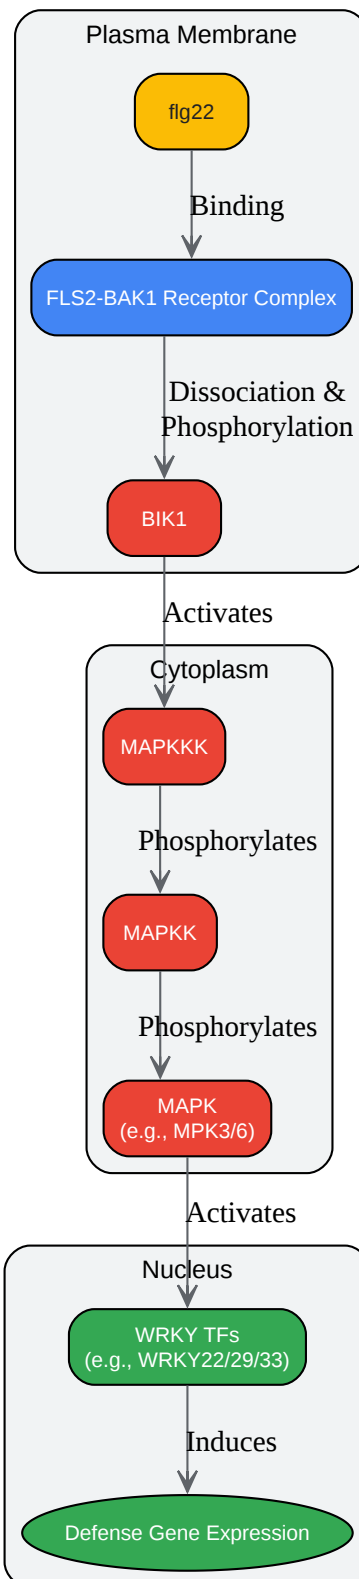 Plasma Membrane
flg22
Binding
FLS2-BAK1 Receptor Complex
Dissociation &
Phosphorylation
BIK1
Activates
Cytoplasm
MAPKKK
Phosphorylates
MAPKK
Phosphorylates
MAPK
(e.g., MPK3/6)
Activates
Nucleus
WRKY TFs
(e.g., WRKY22/29/33)
Induces
Defense Gene Expression